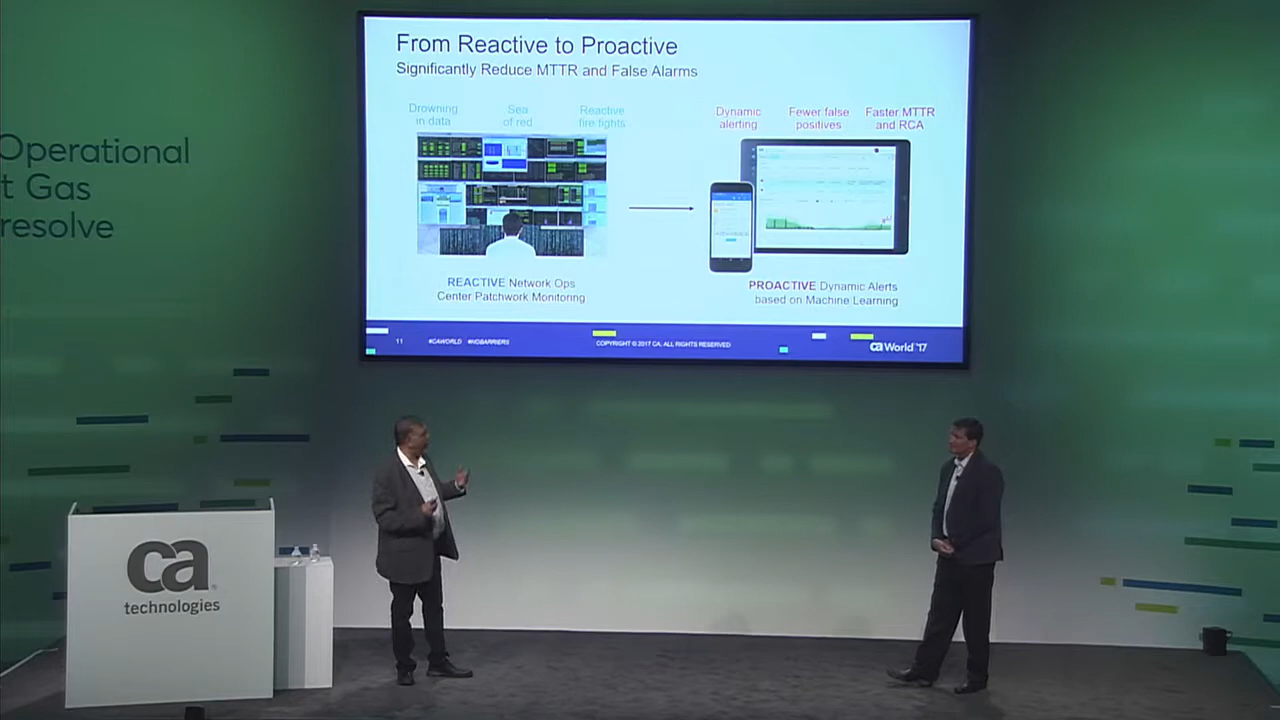 Operational
t Gas
resolve
From Reactive to Proactive
Significantly Reduce MTTR and False Alarms
Drowning
in data
Sea
of red
Reactive
fire fights
Dynamic
alerting
Fewer false
positives
Faster MTTR
and RCA
REACTIVE Network Ops
Center Patchwork Monitoring
PROACTIVE Dynamic Alerts
based on Machine Learning
11 #CAWORLD #NOBARRIERS COPYRIGHT © 2017 CA. ALL RIGHTS RESERVED ca World '17
ca
technologies